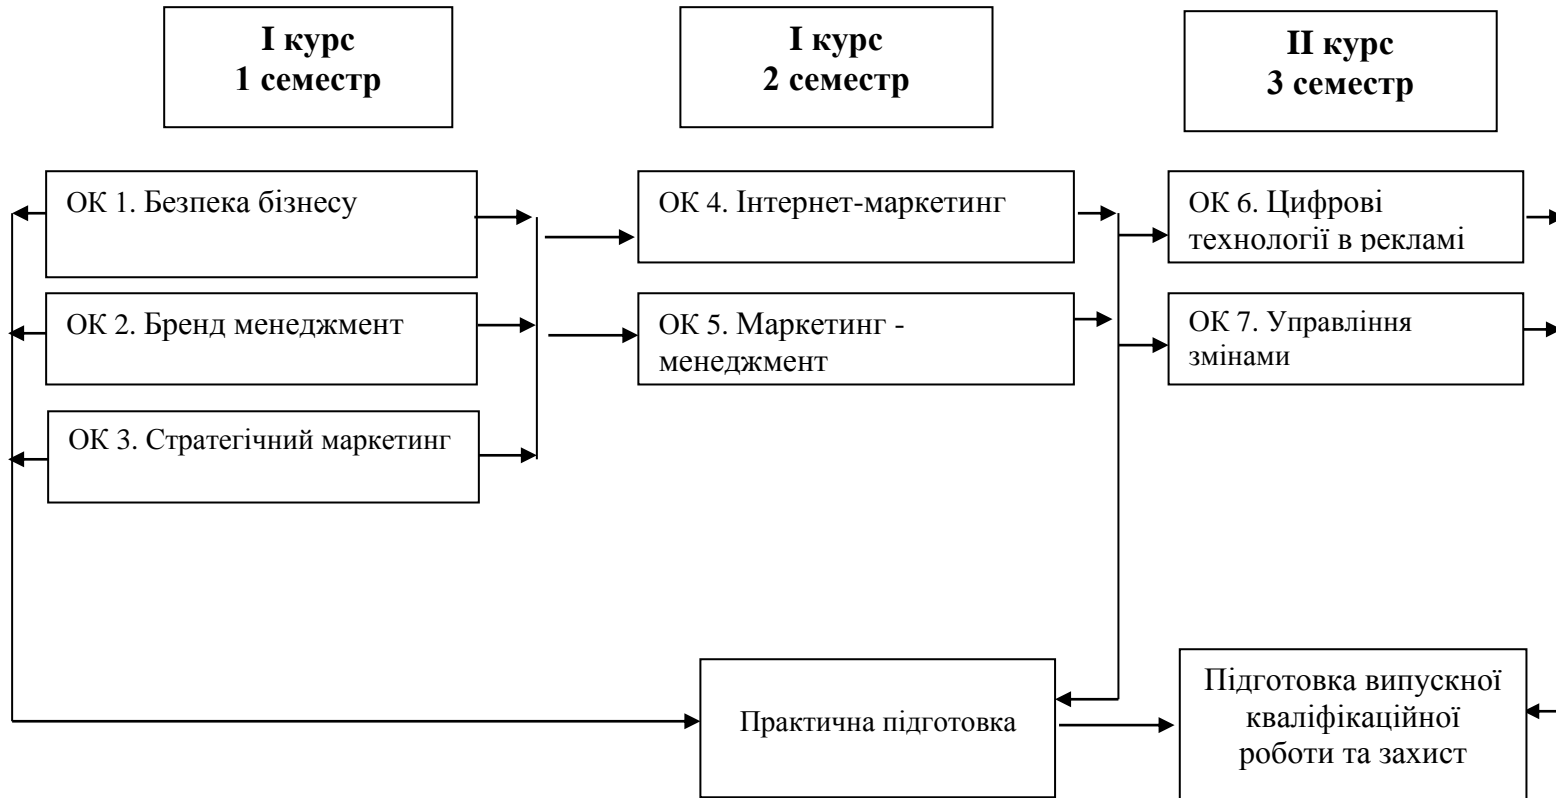 І курс
1 семестр
І курс
2 семестр
ІІ курс
3 семестр
ОК 1. Безпека бізнесу
ОК 4. Інтернет-маркетинг
ОК 6. Цифрові
технології в рекламі
ОК 2. Бренд менеджмент
ОК 5. Маркетинг -
менеджмент
ОК 7. Управління
змінами
ОК 3. Стратегічний маркетинг
Практична підготовка
Підготовка випускної
кваліфікаційної
роботи та захист